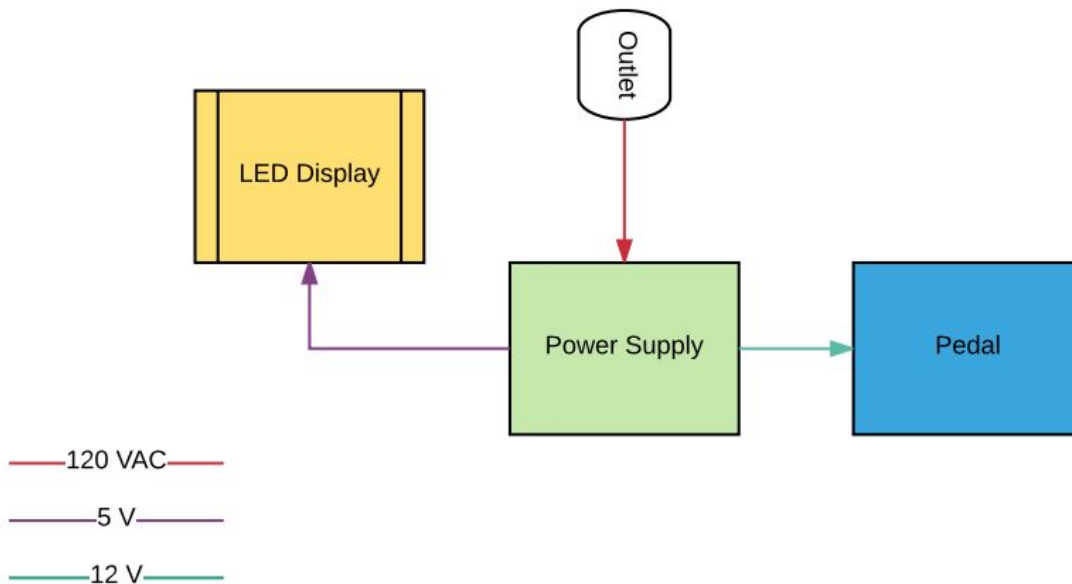 Outlet
LED Display
Power Supply
Pedal
120 VAC
5 V
12 V